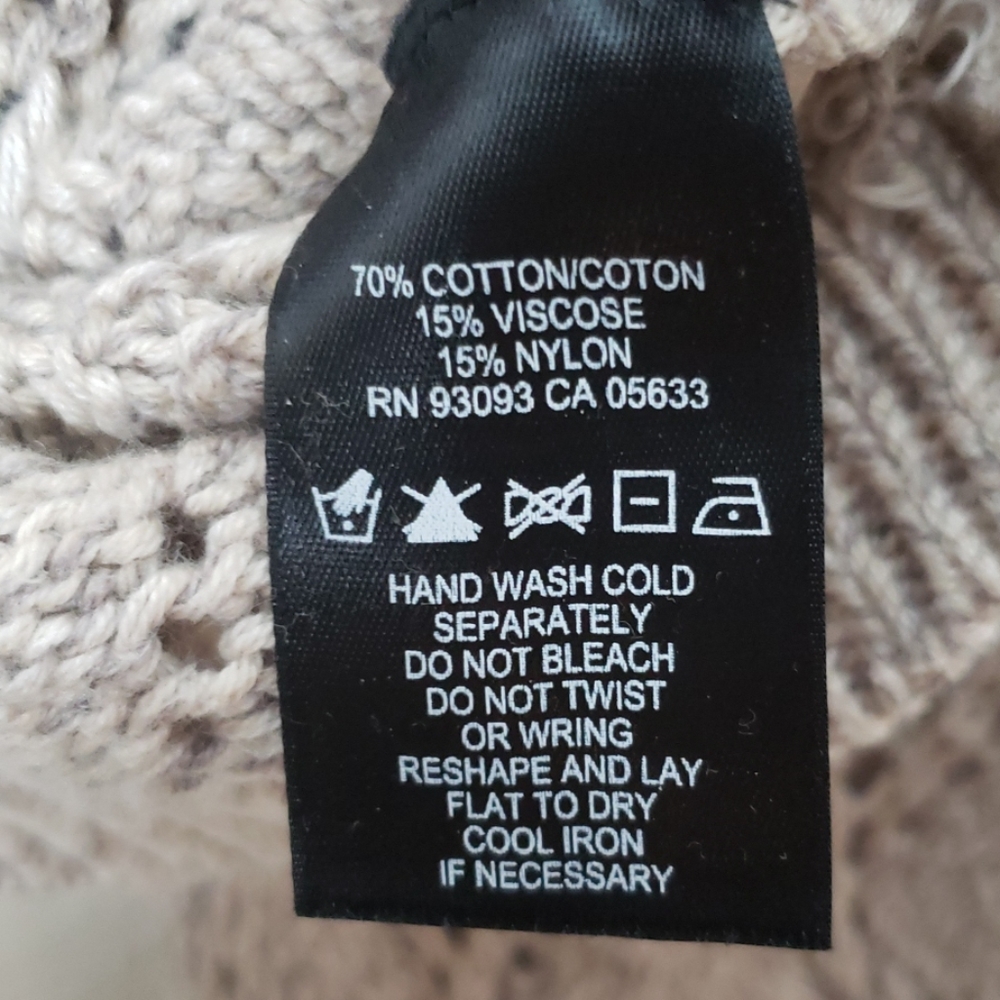 70% COTTON/COTON
15% VISCOSE
15% NYLON
RN 93093 CA 05633
HAND WASH COLD
SEPARATELY
DO NOT BLEACH
DO NOT TWIST
OR WRING
RESHAPE AND LAY
FLAT TO DRY
COOL IRON
IF NECESSARY